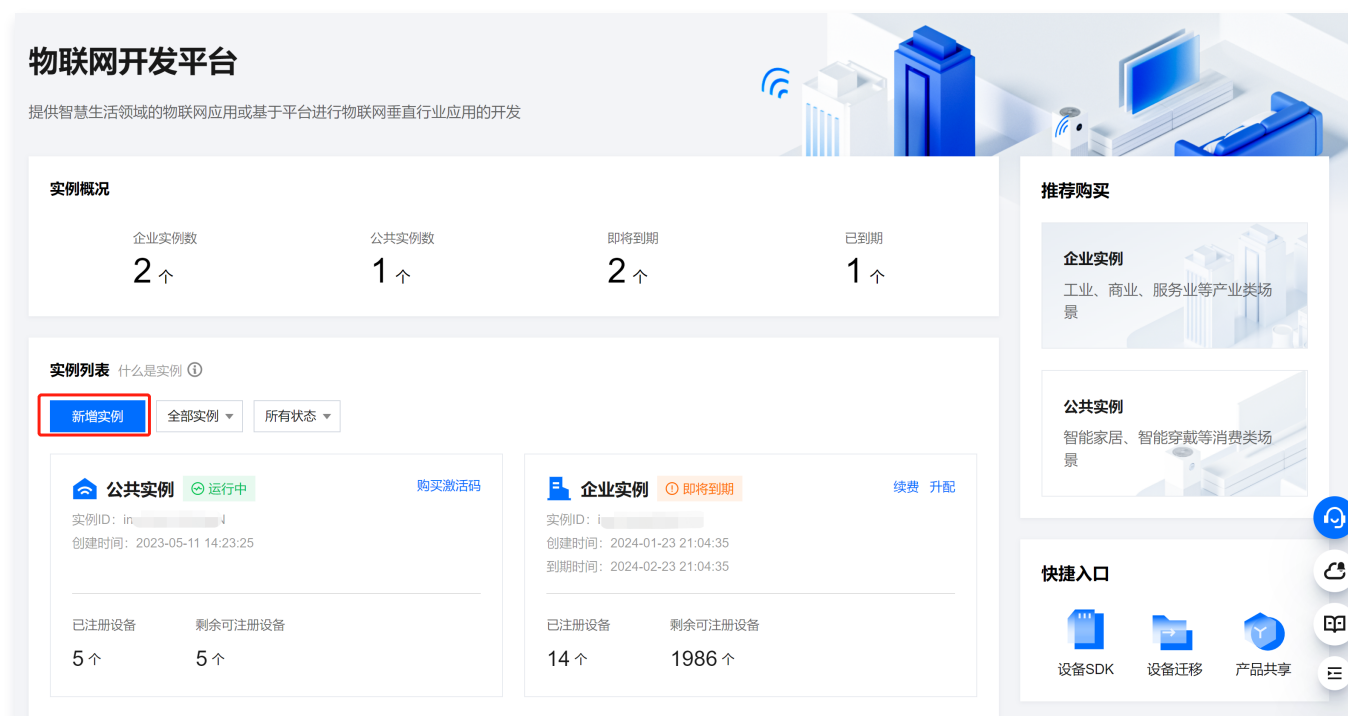 物联网开发平台
提供智慧生活领域的物联网应用或基于平台进行物联网垂直行业应用的开发
实例概况
企业实例数 公共实例数 即将到期 已到期
2 个 1 个 2 个 1 个
实例列表 什么是实例
新增实例 全部实例 所有状态
公共实例 运行中 购买激活码
实例ID：in
创建时间：2023-05-11 14:23:25
已注册设备 剩余可注册设备
5 个 5 个
企业实例 即将到期 续费 升配
实例ID：i
创建时间：2024-01-23 21:04:35
到期时间：2024-02-23 21:04:35
已注册设备 剩余可注册设备
14 个 1986 个
推荐购买
企业实例
工业、商业、服务业等产业类场
景
公共实例
智能家居、智能穿戴等消费类场
景
快捷入口
设备SDK 设备迁移 产品共享